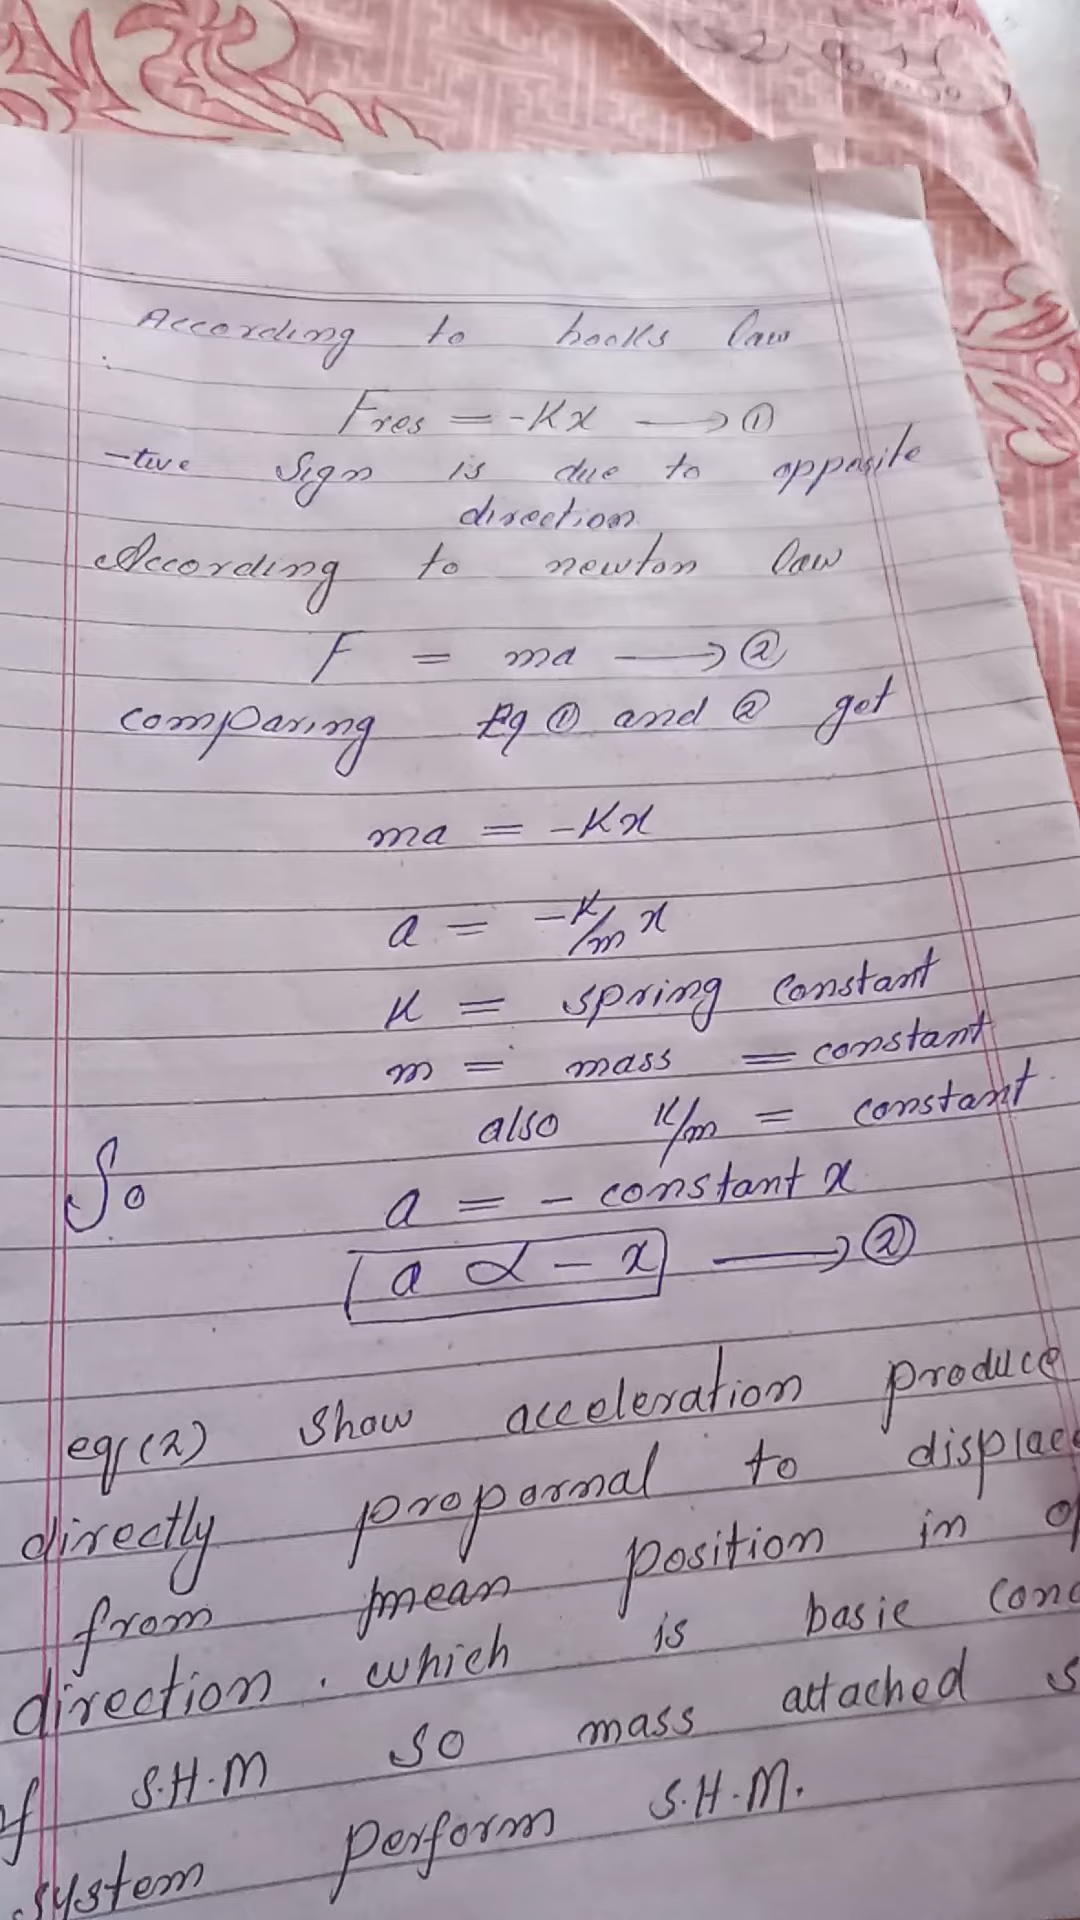 According to hooks law
Fres = -Kx → ①
-tive sign is due to opposite
direction
According to newton law
F = ma → ②
comparing Eq ① and ② get
ma = -Kx
a = -K/m x
K = spring constant
m = mass = constant
also K/m = constant
So a = - constant x
a ∝ - x → ②
eq(2) show acceleration produce
directly propornal to displace
from mean position in op
direction. which is basic cond
of S.H.M so mass attached s
system perform S.H.M.